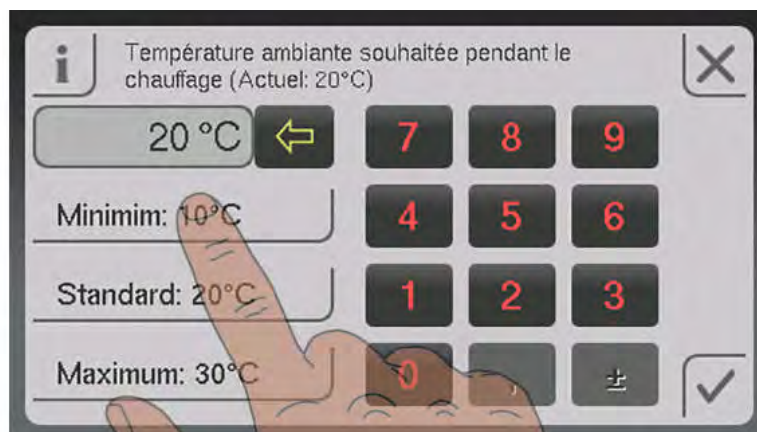 i
Température ambiante souhaitée pendant le
chauffage (Actuel: 20°C)
20 °C
7 8 9
Minimim: 10°C
4 5 6
Standard: 20°C
1 2 3
Maximum: 30°C
0 , ±